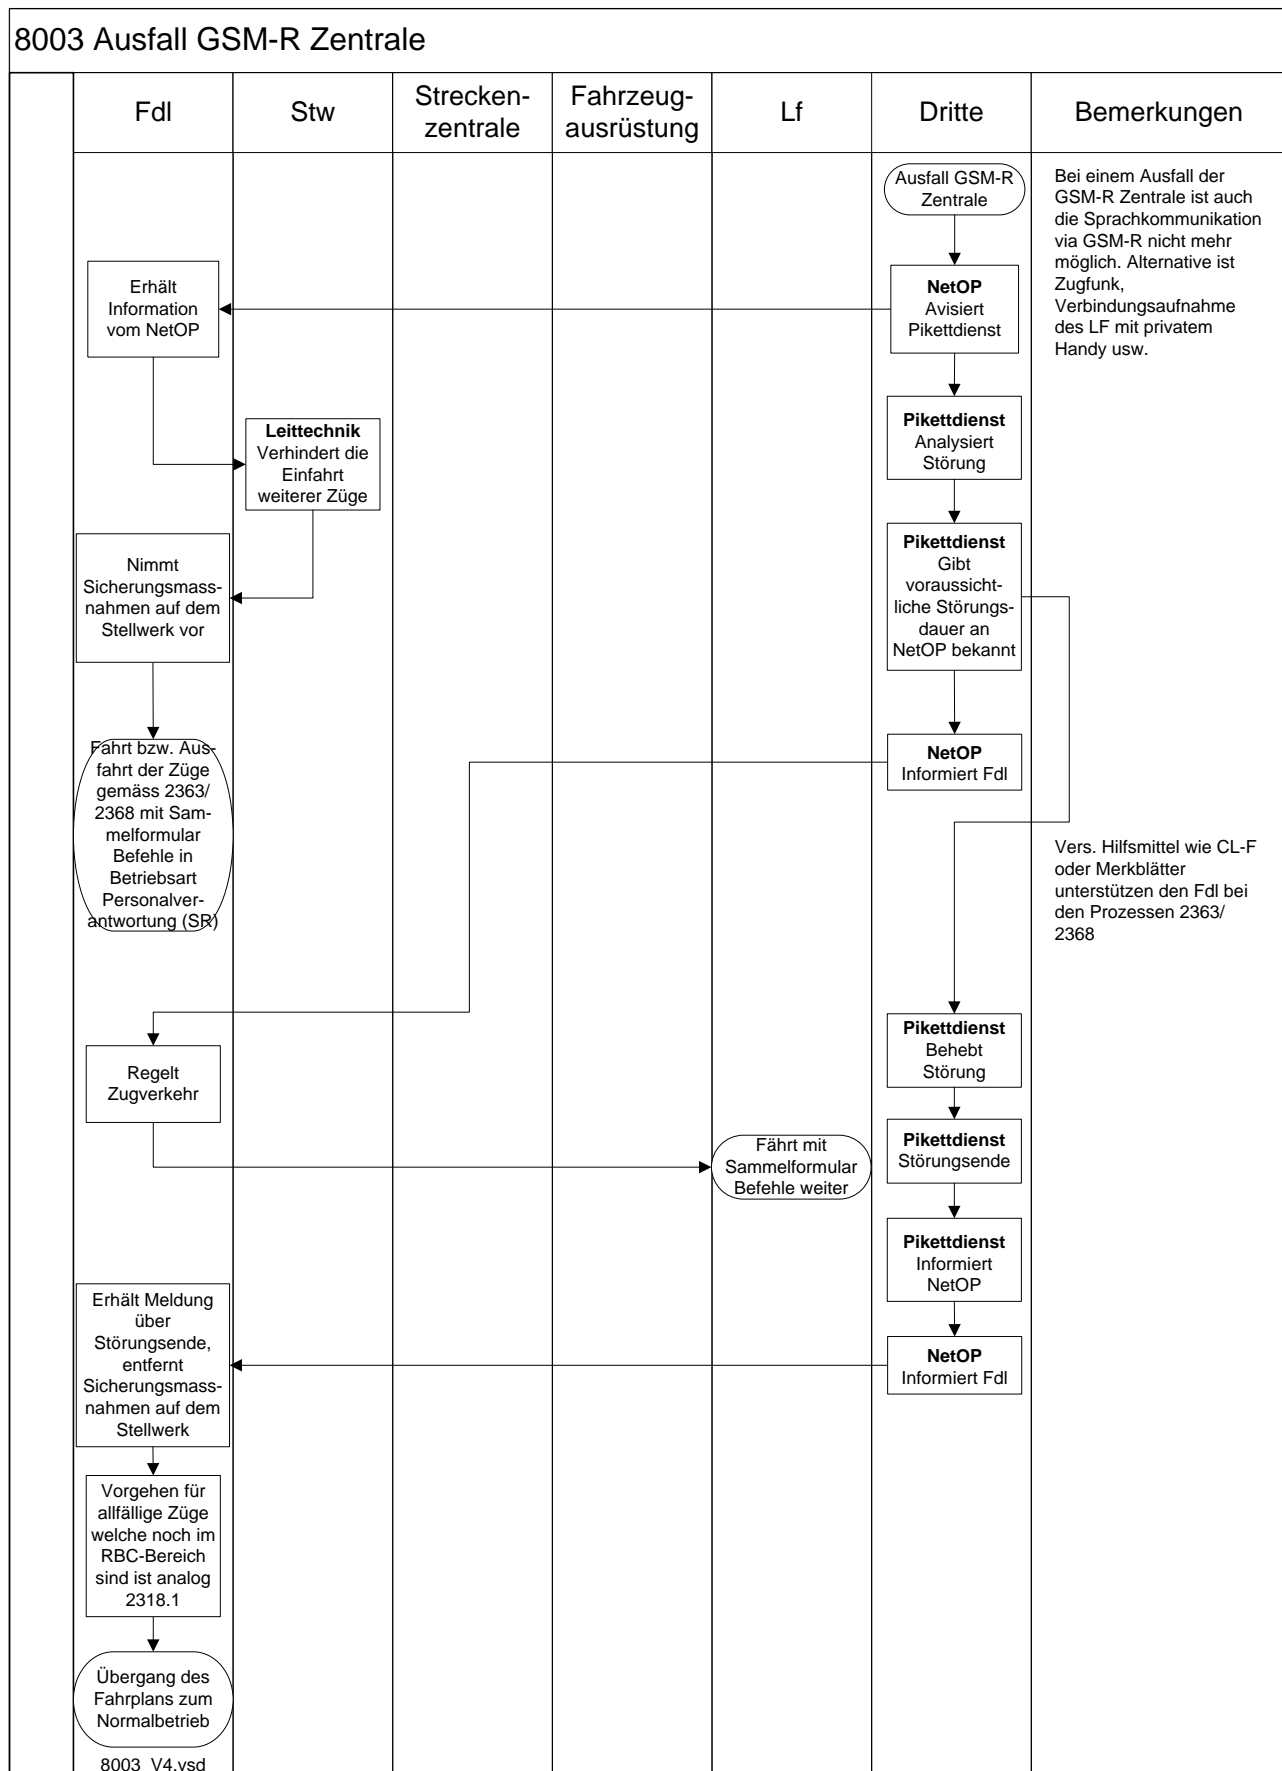 8003 Ausfall GSM-R Zentrale
Fdl
Stw
Strecken-
zentrale
Fahrzeug-
ausrüstung
Lf
Dritte
Bemerkungen
Ausfall GSM-R
Zentrale
Bei einem Ausfall der
GSM-R Zentrale ist auch
die Sprachkommunikation
via GSM-R nicht mehr
möglich. Alternative ist
Zugfunk,
Verbindungsaufnahme
des LF mit privatem
Handy usw.
NetOP
Avisiert
Pikettdienst
Erhält
Information
vom NetOP
Pikettdienst
Analysiert
Störung
Leittechnik
Verhindert die
Einfahrt
weiterer Züge
Pikettdienst
Gibt
voraussicht-
liche Störungs-
dauer an
NetOP bekannt
Nimmt
Sicherungsmass-
nahmen auf dem
Stellwerk vor
NetOP
Informiert Fdl
Fahrt bzw. Aus-
fahrt der Züge
gemäss 2363/
2368 mit Sam-
melformular
Befehle in
Betriebsart
Personalver-
antwortung (SR)
Vers. Hilfsmittel wie CL-F
oder Merkblätter
unterstützen den Fdl bei
den Prozessen 2363/
2368
Pikettdienst
Behebt
Störung
Regelt
Zugverkehr
Fährt mit
Sammelformular
Befehle weiter
Pikettdienst
Störungsende
Pikettdienst
Informiert
NetOP
Erhält Meldung
über
Störungsende,
entfernt
Sicherungsmass-
nahmen auf dem
Stellwerk
NetOP
Informiert Fdl
Vorgehen für
allfällige Züge
welche noch im
RBC-Bereich
sind ist analog
2318.1
Übergang des
Fahrplans zum
Normalbetrieb
8003_V4.vsd